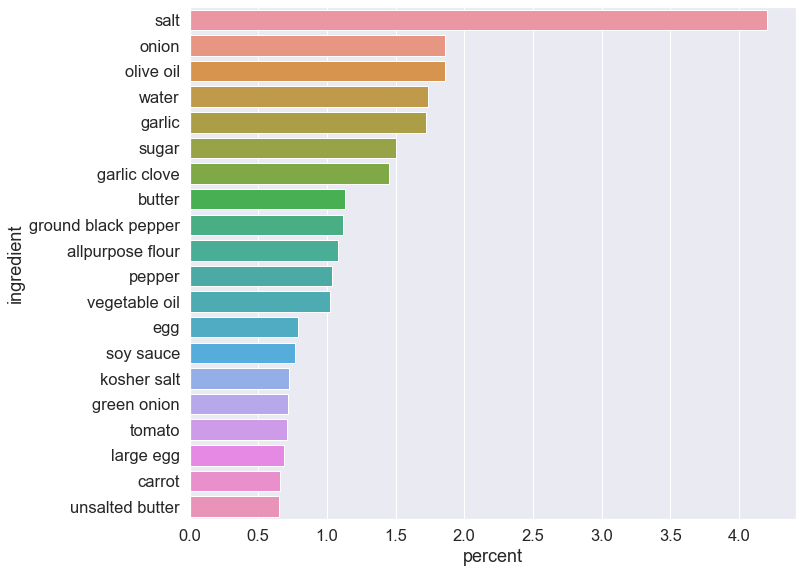 salt
onion
olive oil
water
garlic
sugar
garlic clove
butter
ground black pepper
allpurpose flour
pepper
vegetable oil
egg
soy sauce
kosher salt
green onion
tomato
large egg
carrot
unsalted butter
ingredient
0.0 0.5 1.0 1.5 2.0 2.5 3.0 3.5 4.0
percent